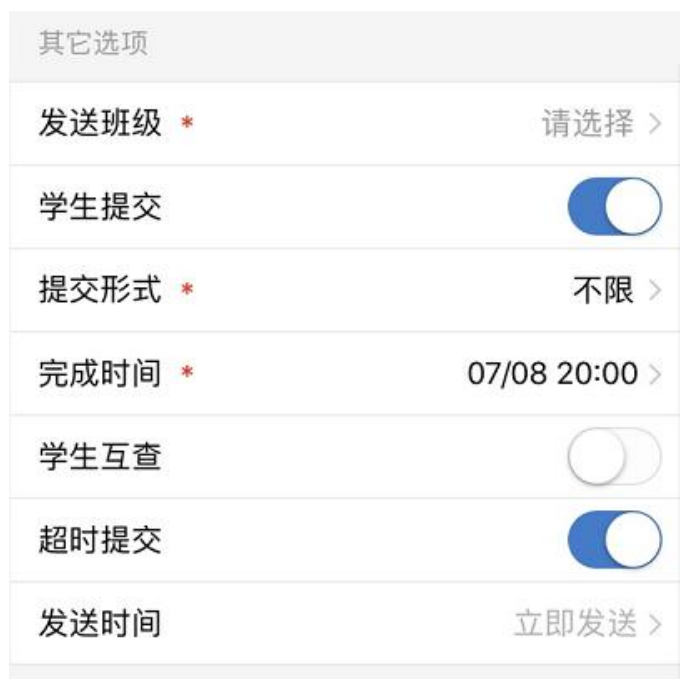 其它选项
发送班级 * 请选择 >
学生提交
提交形式 * 不限 >
完成时间 * 07/08 20:00 >
学生互查
超时提交
发送时间 立即发送 >